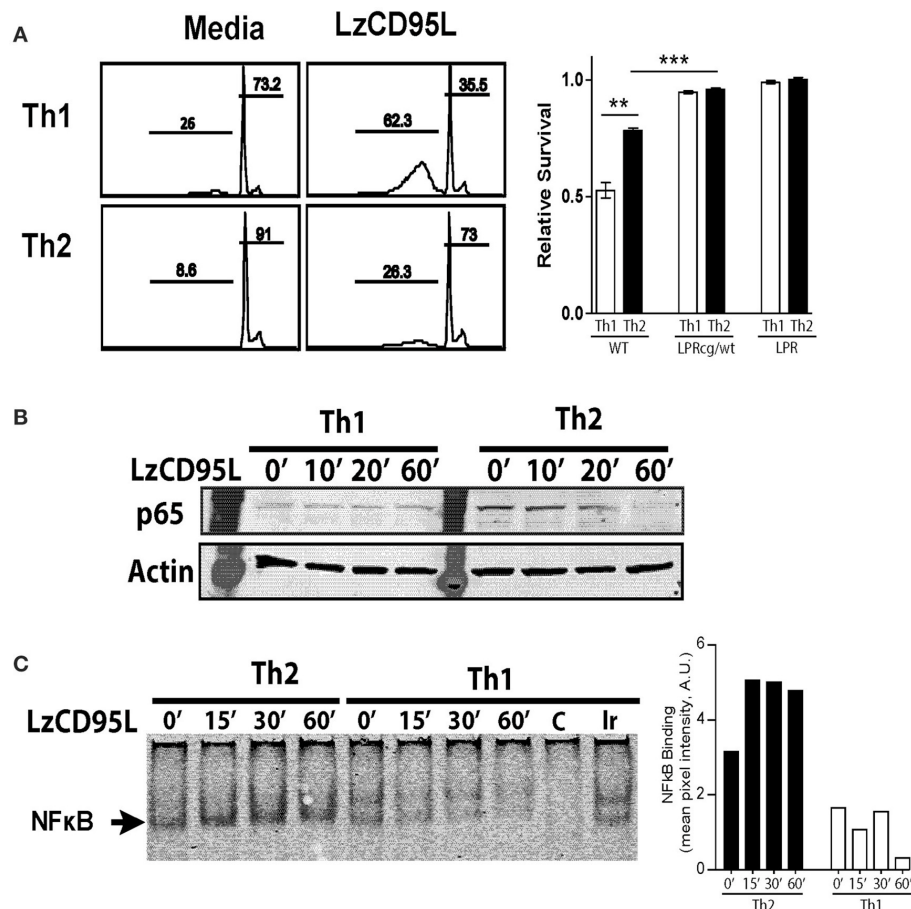 A
Media LzCD95L
Th1
26 73.2
62.3 35.5
Th2
8.6 91
26.3 73
Relative Survival
1.0
0.5
0.0
** ***
Th1 Th2 Th1 Th2 Th1 Th2
WT LPRcg/wt LPR
B
Th1 Th2
LzCD95L 0′ 10′ 20′ 60′ 0′ 10′ 20′ 60′
p65
Actin
C
Th2 Th1
LzCD95L 0′ 15′ 30′ 60′ 0′ 15′ 30′ 60′ C Ir
NFκB
NFkB Binding
(mean pixel intensity, A.U.)
6
4
2
0
0′ 15′ 30′ 60′ 0′ 15′ 30′ 60′
Th2 Th1